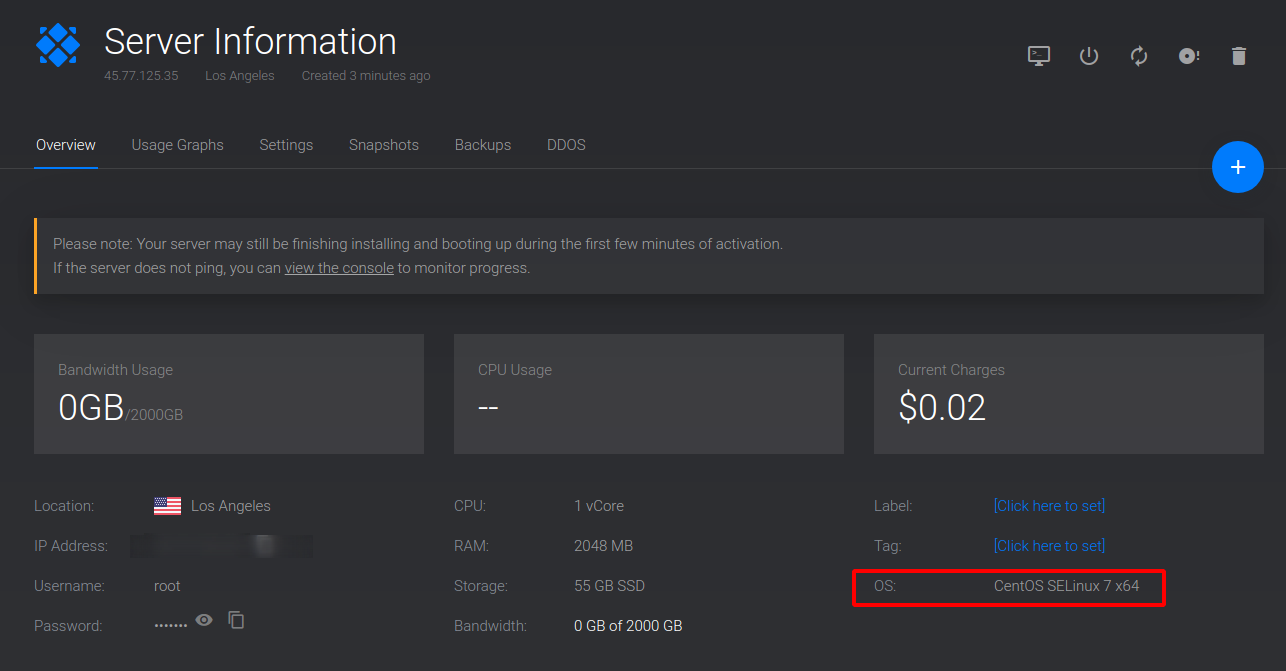 Server Information
45.77.125.35 Los Angeles Created 3 minutes ago
Overview Usage Graphs Settings Snapshots Backups DDOS
Please note: Your server may still be finishing installing and booting up during the first few minutes of activation.
If the server does not ping, you can view the console to monitor progress.
Bandwidth Usage
0GB/2000GB
CPU Usage
--
Current Charges
$0.02
Location: Los Angeles
IP Address:
Username: root
Password: •••••••
CPU: 1 vCore
RAM: 2048 MB
Storage: 55 GB SSD
Bandwidth: 0 GB of 2000 GB
Label: [Click here to set]
Tag: [Click here to set]
OS: CentOS SELinux 7 x64